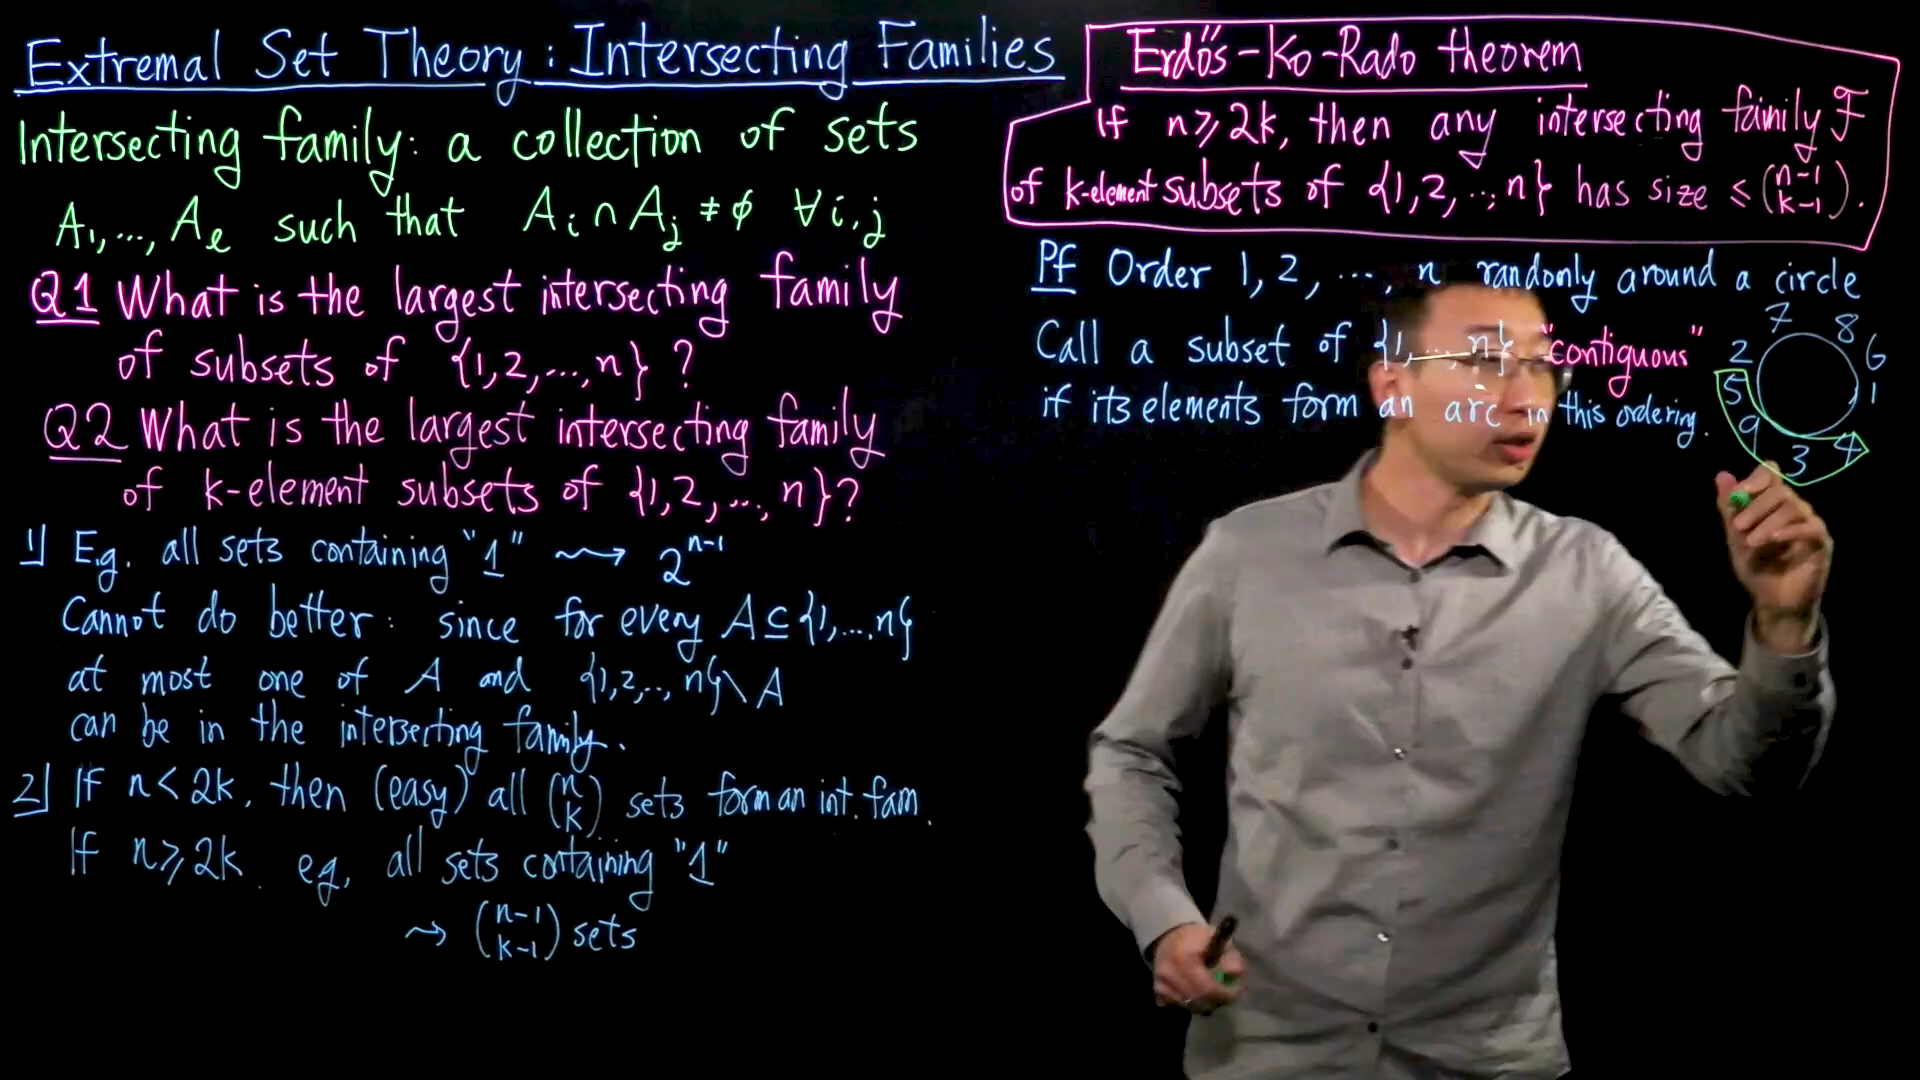 Extremal Set Theory: Intersecting Families
Intersecting family: a collection of sets
A₁,..., Aₑ such that Aᵢ ∩ Aⱼ ≠ ∅ ∀i,j
Q1 What is the largest intersecting family
of subsets of {1,2,...,n} ?
Q2 What is the largest intersecting family
of k-element subsets of {1,2,...,n}?
1) E.g. all sets containing "1" ⟿ 2ⁿ⁻¹
Cannot do better: since for every A ⊆ {1,...,n}
at most one of A and {1,2,...,n}∖A
can be in the intersecting family.
2) If n < 2k, then (easy) all (n k) sets form an int. fam.
If n ≥ 2k. eg. all sets containing "1"
⟿ (n-1 k-1) sets
Erdős-Ko-Rado theorem
If n ≥ 2k, then any intersecting family ℱ
of k-element subsets of {1,2,...,n} has size ≤ (n-1 k-1).
Pf Order 1, 2, ..., n randomly around a circle
Call a subset of {1,...,n} "contiguous"
if its elements form an arc in this ordering.
7 8
2 6
5 1
9 4
3